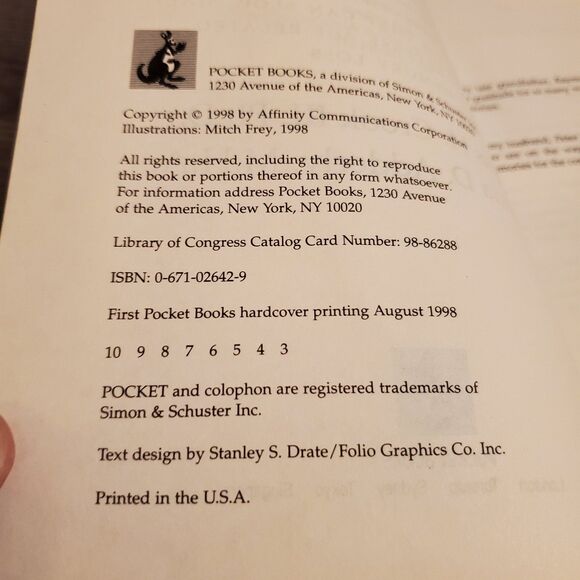 POCKET BOOKS, a division of Simon & Schuster
1230 Avenue of the Americas, New York, NY 10020
Copyright © 1998 by Affinity Communications Corporation
Illustrations: Mitch Frey, 1998
All rights reserved, including the right to reproduce
this book or portions thereof in any form whatsoever.
For information address Pocket Books, 1230 Avenue
of the Americas, New York, NY 10020
Library of Congress Catalog Card Number: 98-86288
ISBN: 0-671-02642-9
First Pocket Books hardcover printing August 1998
10 9 8 7 6 5 4 3
POCKET and colophon are registered trademarks of
Simon & Schuster Inc.
Text design by Stanley S. Drate/Folio Graphics Co. Inc.
Printed in the U.S.A.